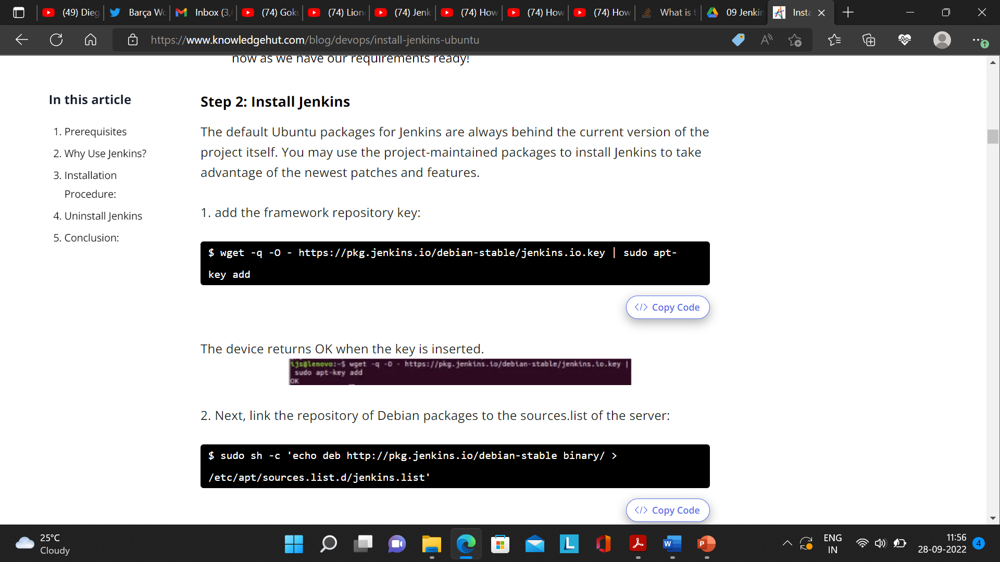 (49) Dieg
Barça Wo
Inbox (3,
(74) Gok
(74) Lion
(74) Jenk
(74) How
(74) How
(74) How
What is t
09 Jenkin
Insta
https://www.knowledgehut.com/blog/devops/install-jenkins-ubuntu
now as we have our requirements ready!
In this article
1. Prerequisites
2. Why Use Jenkins?
3. Installation
Procedure:
4. Uninstall Jenkins
5. Conclusion:
Step 2: Install Jenkins
The default Ubuntu packages for Jenkins are always behind the current version of the
project itself. You may use the project-maintained packages to install Jenkins to take
advantage of the newest patches and features.
1. add the framework repository key:
$ wget -q -O - https://pkg.jenkins.io/debian-stable/jenkins.io.key | sudo apt-
key add
</> Copy Code
The device returns OK when the key is inserted.
ijs@lenovo:~$ wget -q -O - https://pkg.jenkins.io/debian-stable/jenkins.io.key |
sudo apt-key add
OK
2. Next, link the repository of Debian packages to the sources.list of the server:
$ sudo sh -c 'echo deb http://pkg.jenkins.io/debian-stable binary/ >
/etc/apt/sources.list.d/jenkins.list'
</> Copy Code
25°C
Cloudy
ENG
IN
11:56
28-09-2022
4